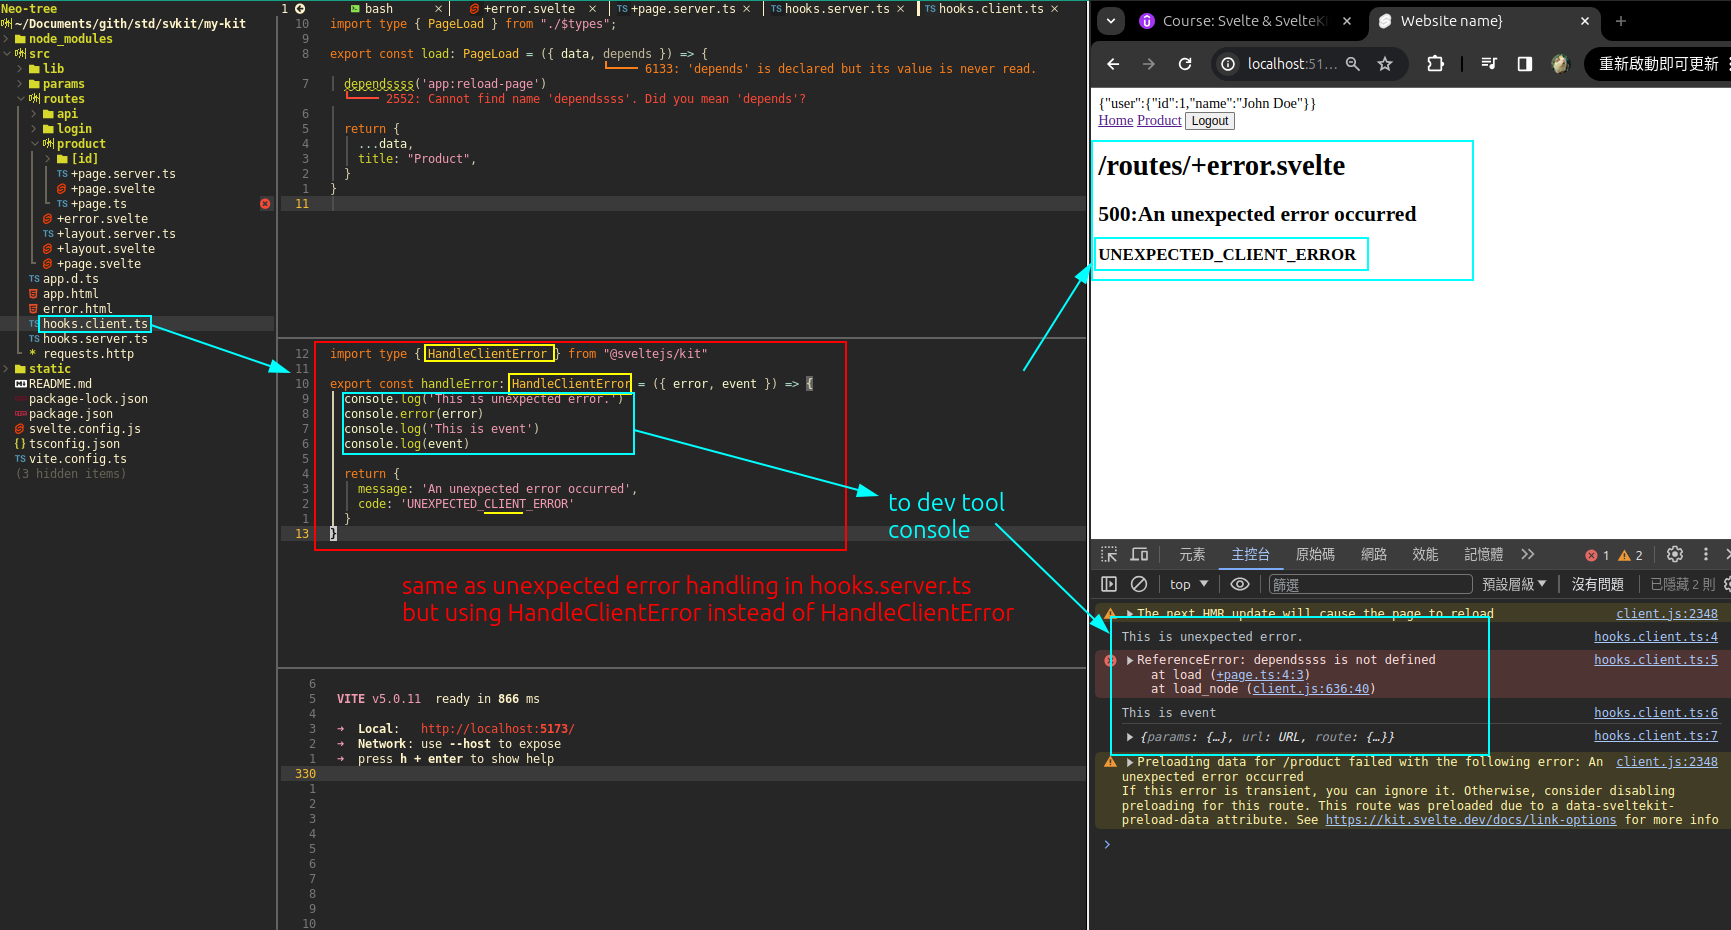 Neo-tree
~/Documents/gith/std/svkit/my-kit
node_modules
src
lib
params
routes
api
login
product
[id]
TS +page.server.ts
+page.svelte
TS +page.ts
+error.svelte
TS +layout.server.ts
+layout.svelte
+page.svelte
TS app.d.ts
app.html
error.html
TS hooks.client.ts
TS hooks.server.ts
* requests.http
static
README.md
package-lock.json
package.json
svelte.config.js
{} tsconfig.json
TS vite.config.ts
(3 hidden items)
1 bash × +error.svelte × TS +page.server.ts × TS hooks.server.ts × TS hooks.client.ts ×
10 import type { PageLoad } from "./$types";
9
8 export const load: PageLoad = ({ data, depends }) => {
6133: 'depends' is declared but its value is never read.
7 dependssss('app:reload-page')
2552: Cannot find name 'dependssss'. Did you mean 'depends'?
6
5 return {
4 ...data,
3 title: "Product",
2 }
1 }
11
12 import type { HandleClientError } from "@sveltejs/kit"
11
10 export const handleError: HandleClientError = ({ error, event }) => {
9 console.log('This is unexpected error.')
8 console.error(error)
7 console.log('This is event')
6 console.log(event)
5
4 return {
3 message: 'An unexpected error occurred',
2 code: 'UNEXPECTED_CLIENT_ERROR'
1 }
13 }
to dev tool
console
same as unexpected error handling in hooks.server.ts
but using HandleClientError instead of HandleClientError
6
5 VITE v5.0.11 ready in 866 ms
4
3 ➜ Local: http://localhost:5173/
2 ➜ Network: use --host to expose
1 ➜ press h + enter to show help
330
1
2
3
4
5
6
7
8
9
10
Course: Svelte & SvelteKi × Website name} × +
localhost:51... 重新啟動即可更新
{"user":{"id":1,"name":"John Doe"}}
Home Product Logout
/routes/+error.svelte
500:An unexpected error occurred
UNEXPECTED_CLIENT_ERROR
元素 主控台 原始碼 網路 效能 記憶體 » 1 2
top 篩選 預設層級 沒有問題 已隱藏 2 則
The next HMR update will cause the page to reload client.js:2348
This is unexpected error. hooks.client.ts:4
ReferenceError: dependssss is not defined hooks.client.ts:5
at load (+page.ts:4:3)
at load_node (client.js:636:40)
This is event hooks.client.ts:6
{params: {…}, url: URL, route: {…}} hooks.client.ts:7
Preloading data for /product failed with the following error: An client.js:2348
unexpected error occurred
If this error is transient, you can ignore it. Otherwise, consider disabling
preloading for this route. This route was preloaded due to a data-sveltekit-
preload-data attribute. See https://kit.svelte.dev/docs/link-options for more info
>